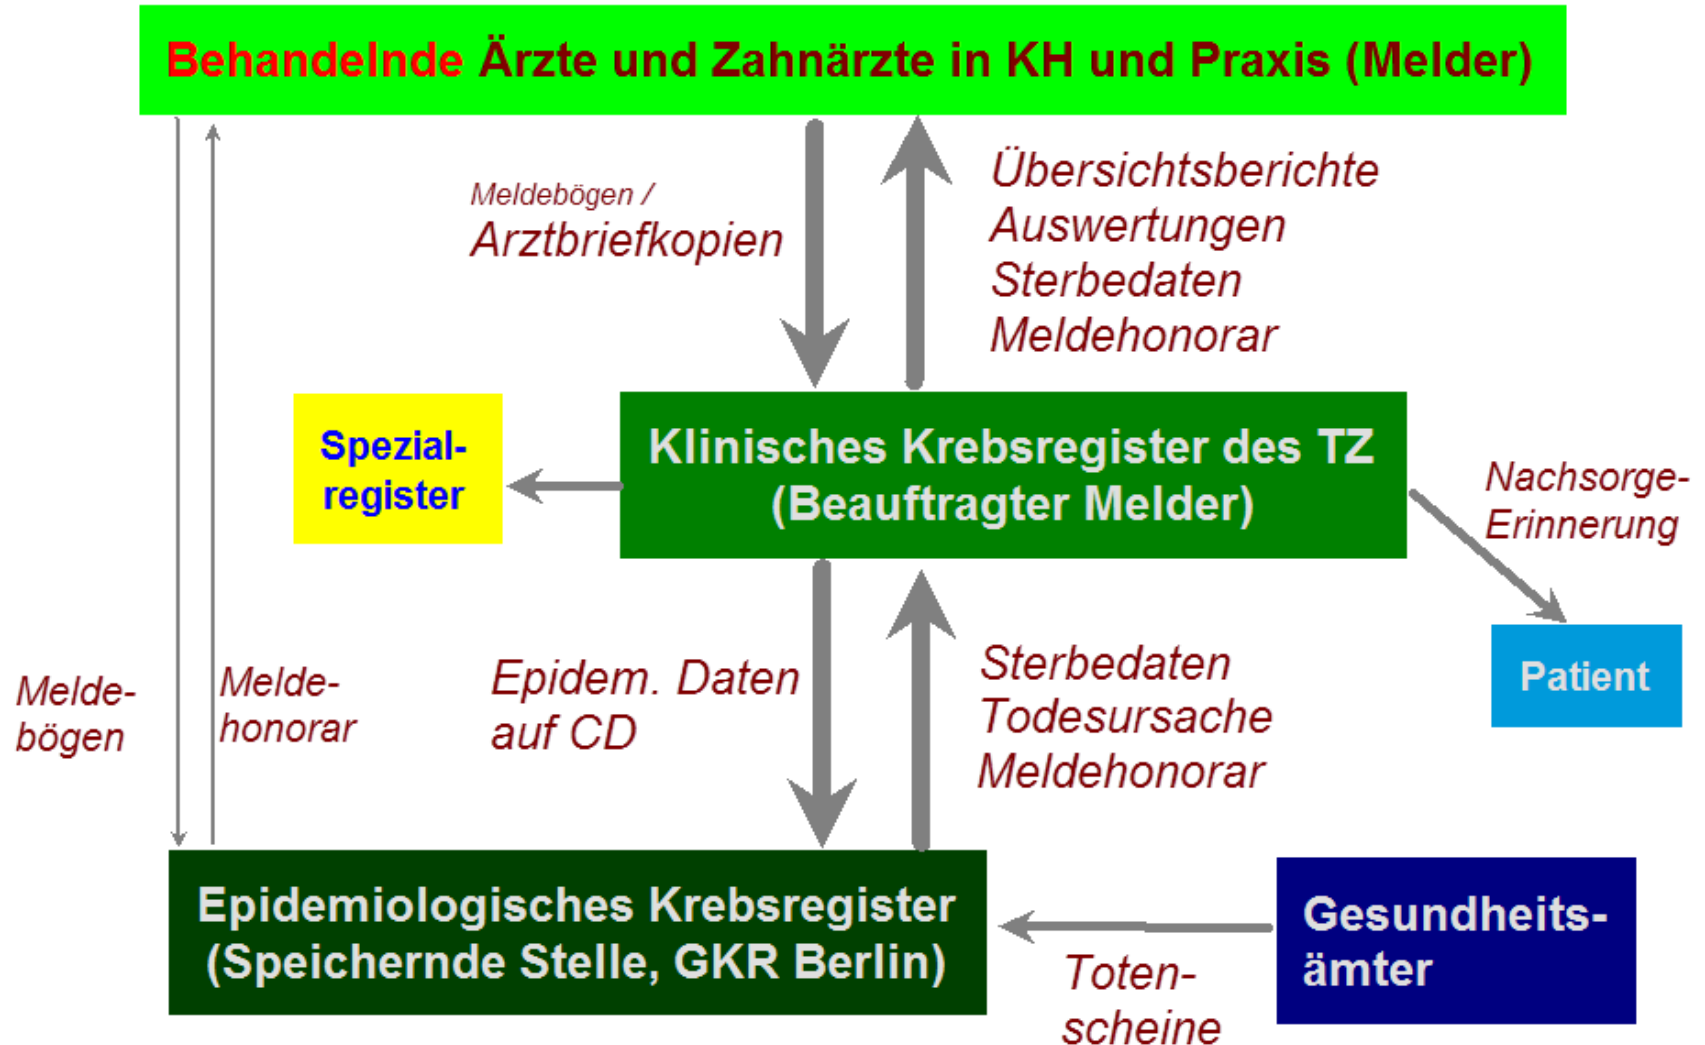 Behandelnde Ärzte und Zahnärzte in KH und Praxis (Melder)
Meldebögen /
Arztbriefkopien
Übersichtsberichte
Auswertungen
Sterbedaten
Meldehonorar
Spezial-
register
Klinisches Krebsregister des TZ
(Beauftragter Melder)
Nachsorge-
Erinnerung
Patient
Melde-
bögen
Melde-
honorar
Epidem. Daten
auf CD
Sterbedaten
Todesursache
Meldehonorar
Epidemiologisches Krebsregister
(Speichernde Stelle, GKR Berlin)
Toten-
scheine
Gesundheits-
ämter